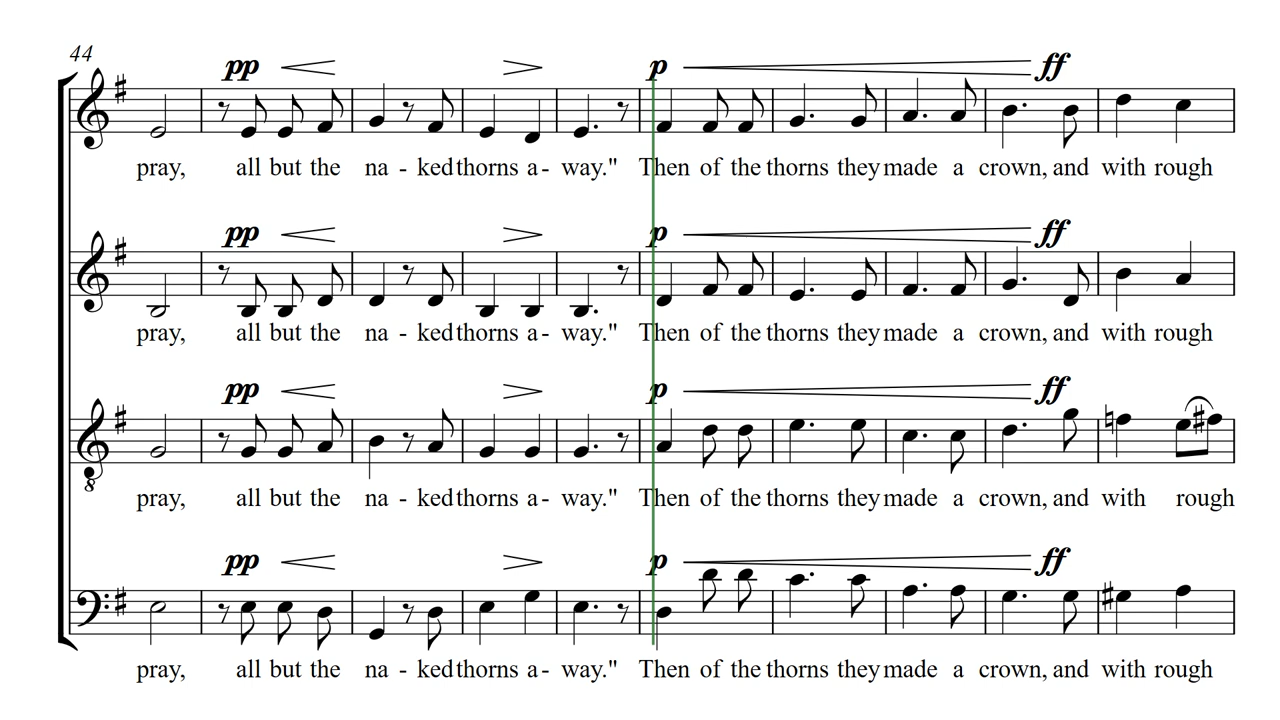 44
pp p ff
pray, all but the na - ked thorns a - way." Then of the thorns they made a crown, and with rough
pp p ff
pray, all but the na - ked thorns a - way." Then of the thorns they made a crown, and with rough
pp p ff
8
pray, all but the na - ked thorns a - way." Then of the thorns they made a crown, and with rough
pp p ff
pray, all but the na - ked thorns a - way." Then of the thorns they made a crown, and with rough